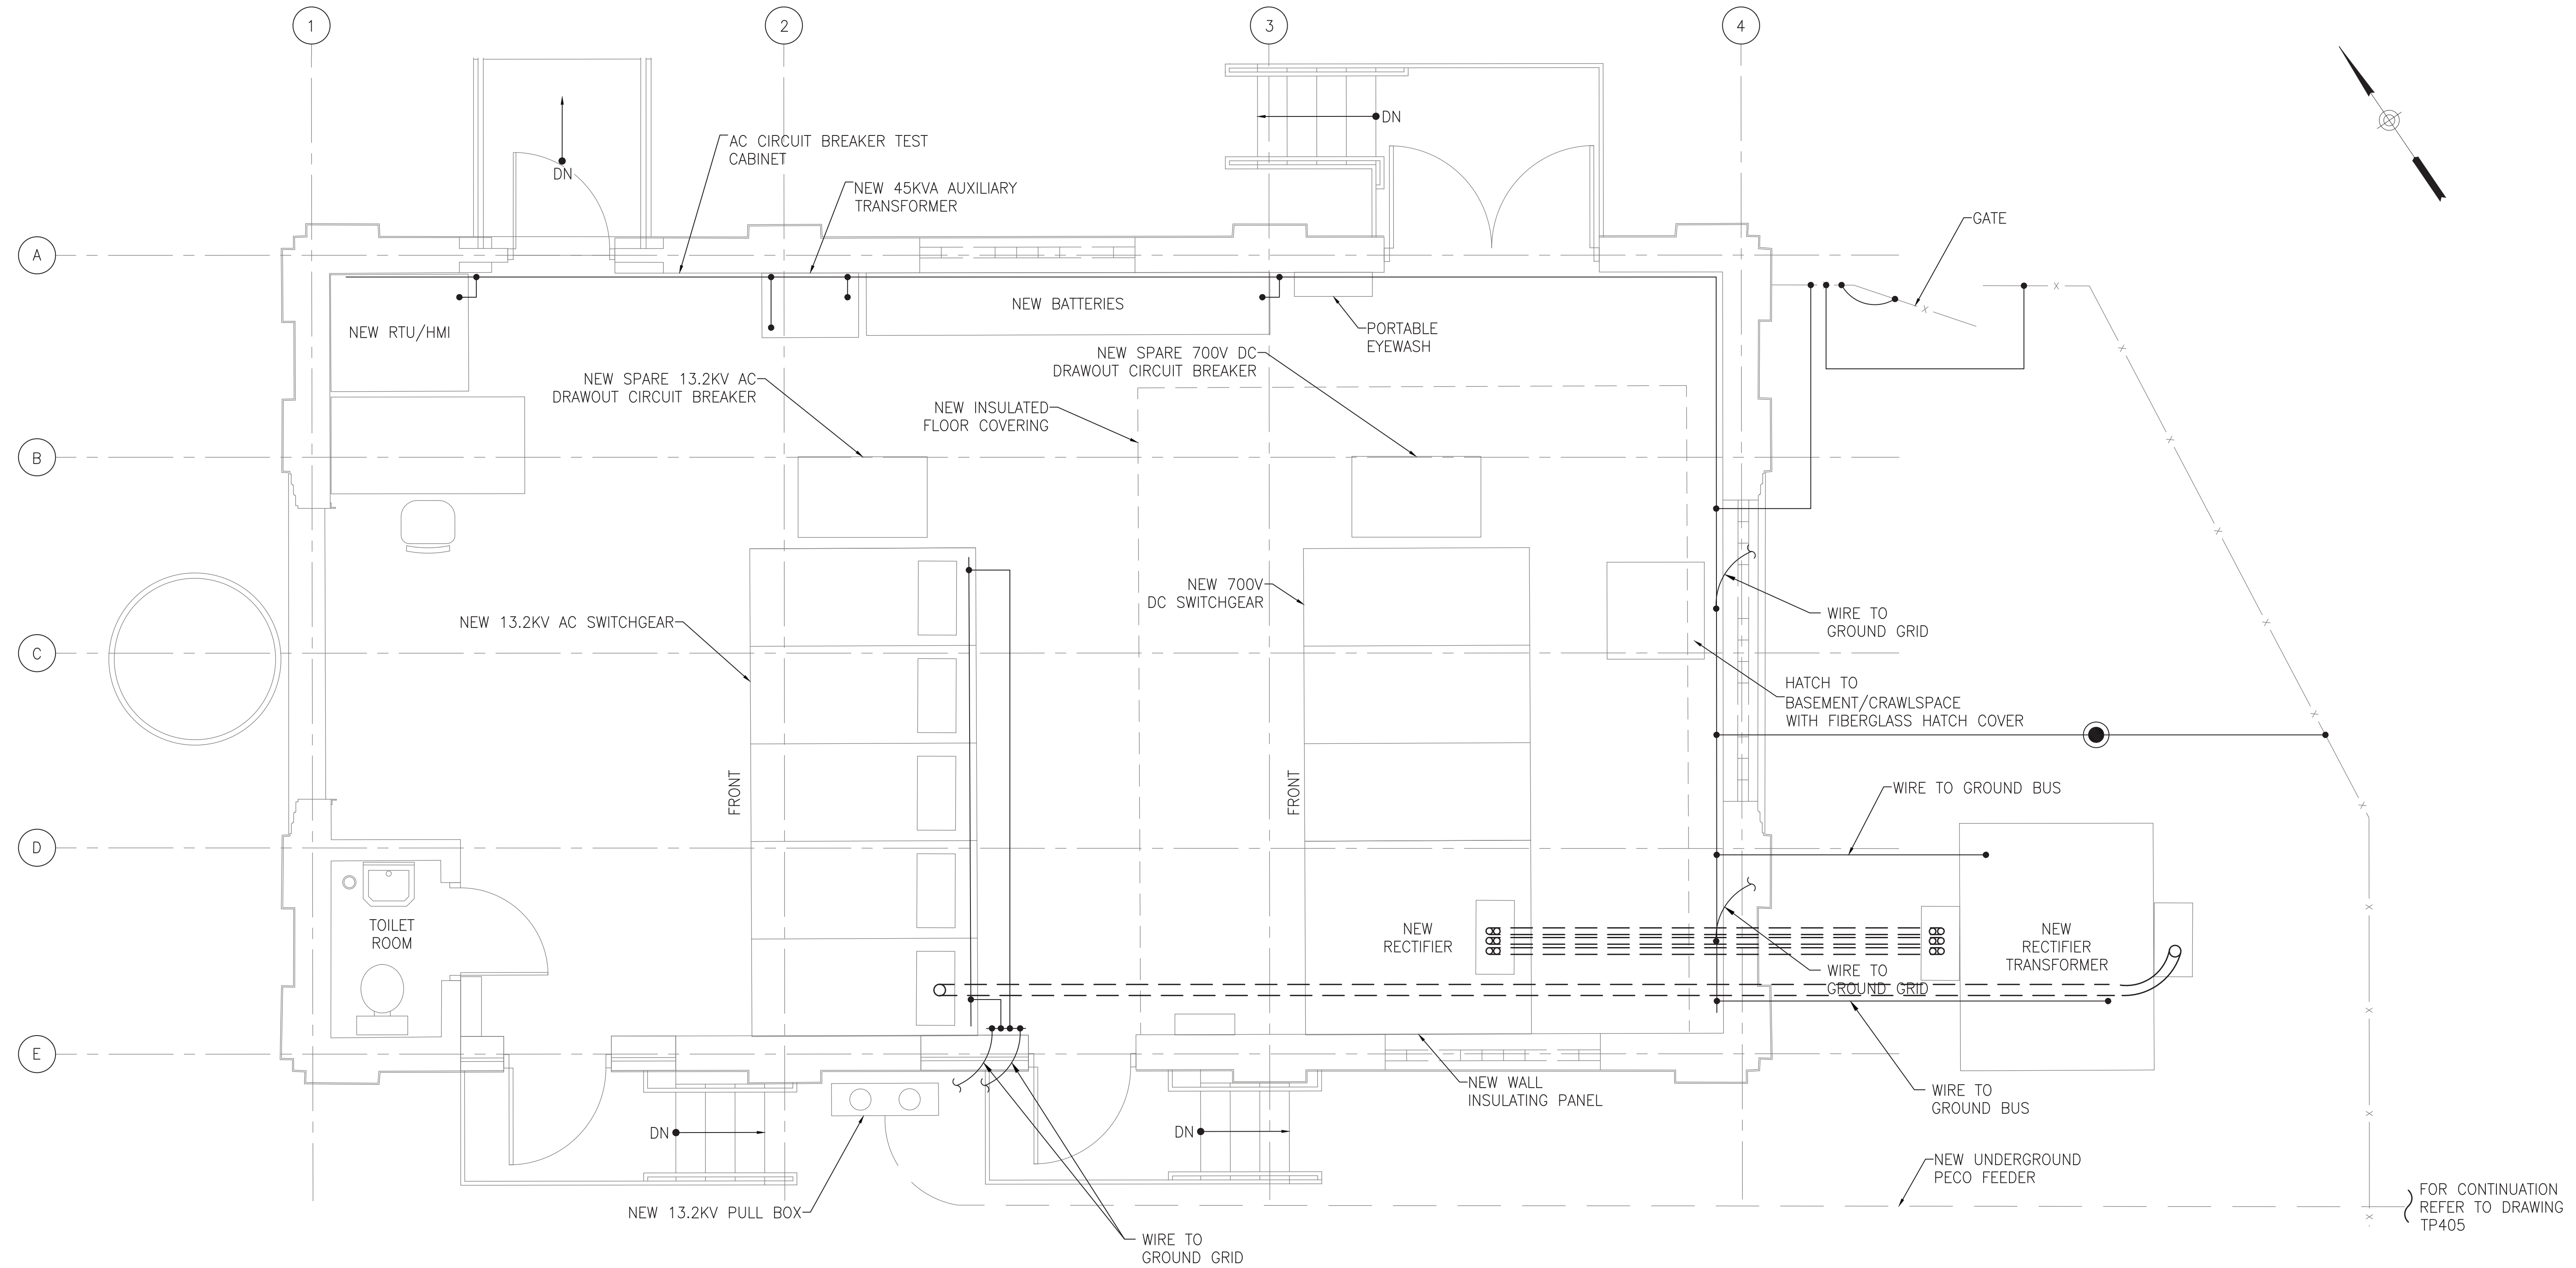 1
2
3
4
DN
AC CIRCUIT BREAKER TEST
CABINET
DN
NEW 45KVA AUXILIARY
TRANSFORMER
GATE
A
NEW RTU/HMI
NEW BATTERIES
PORTABLE
EYEWASH
NEW SPARE 13.2KV AC
DRAWOUT CIRCUIT BREAKER
NEW SPARE 700V DC
DRAWOUT CIRCUIT BREAKER
NEW INSULATED
FLOOR COVERING
B
NEW 13.2KV AC SWITCHGEAR
NEW 700V
DC SWITCHGEAR
WIRE TO
GROUND GRID
C
HATCH TO
BASEMENT/CRAWLSPACE
WITH FIBERGLASS HATCH COVER
FRONT
FRONT
WIRE TO GROUND BUS
D
TOILET
ROOM
NEW
RECTIFIER
NEW
RECTIFIER
TRANSFORMER
WIRE TO
GROUND GRID
E
NEW WALL
INSULATING PANEL
WIRE TO
GROUND BUS
DN
DN
NEW 13.2KV PULL BOX
NEW UNDERGROUND
PECO FEEDER
WIRE TO
GROUND GRID
FOR CONTINUATION
REFER TO DRAWING
TP405